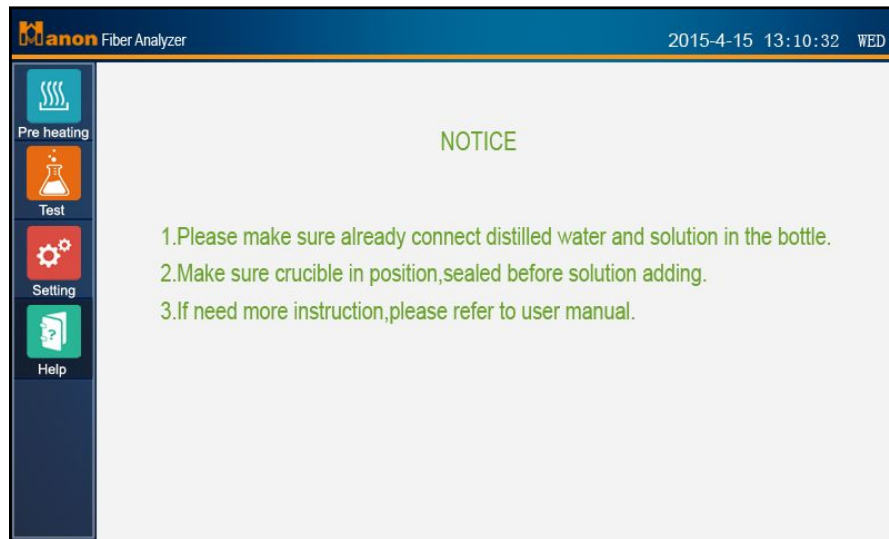 Hanon Fiber Analyzer
2015-4-15 13:10:32 WED
Pre heating
Test
Setting
Help
NOTICE
1.Please make sure already connect distilled water and solution in the bottle.
2.Make sure crucible in position,sealed before solution adding.
3.If need more instruction,please refer to user manual.